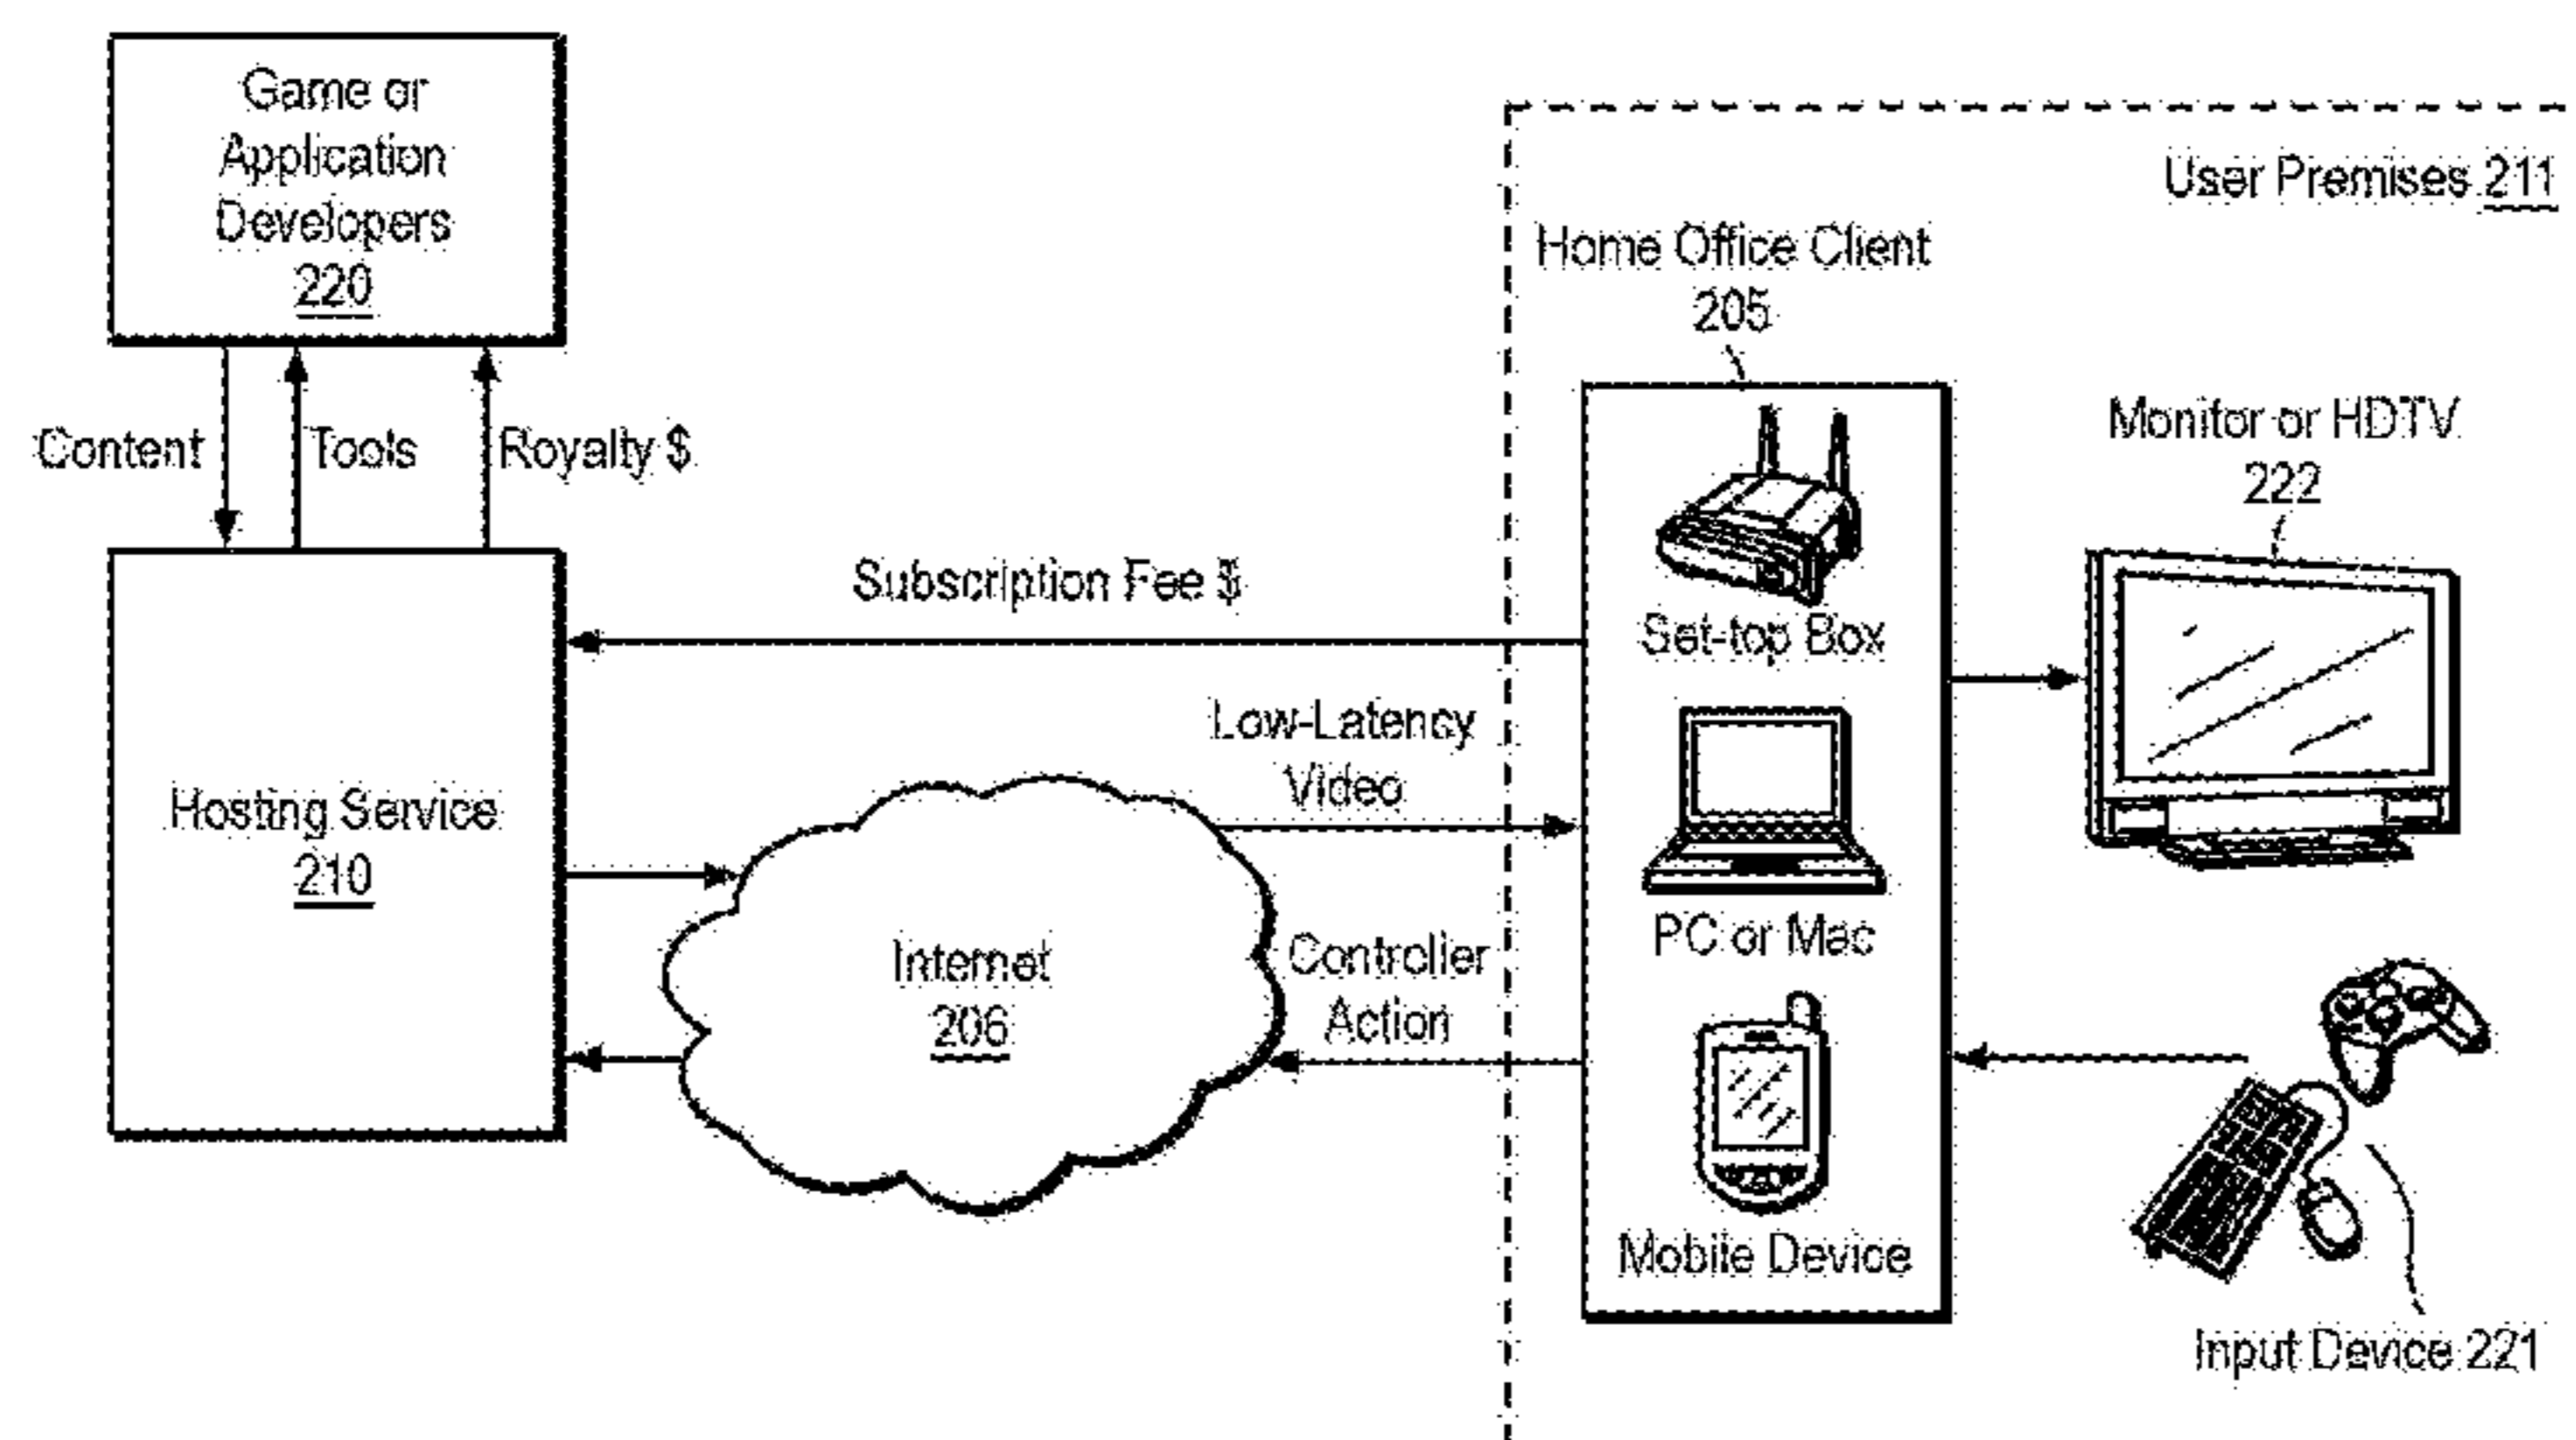 Game or
Application
Developers
220
Content
Tools
Royalty $
Hosting Service
210
Subscription Fee $
Low-Latency
Video
Internet
206
Controller
Action
User Premises 211
Home Office Client
205
Set-top Box
PC or Mac
Mobile Device
Monitor or HDTV
222
Input Device 221